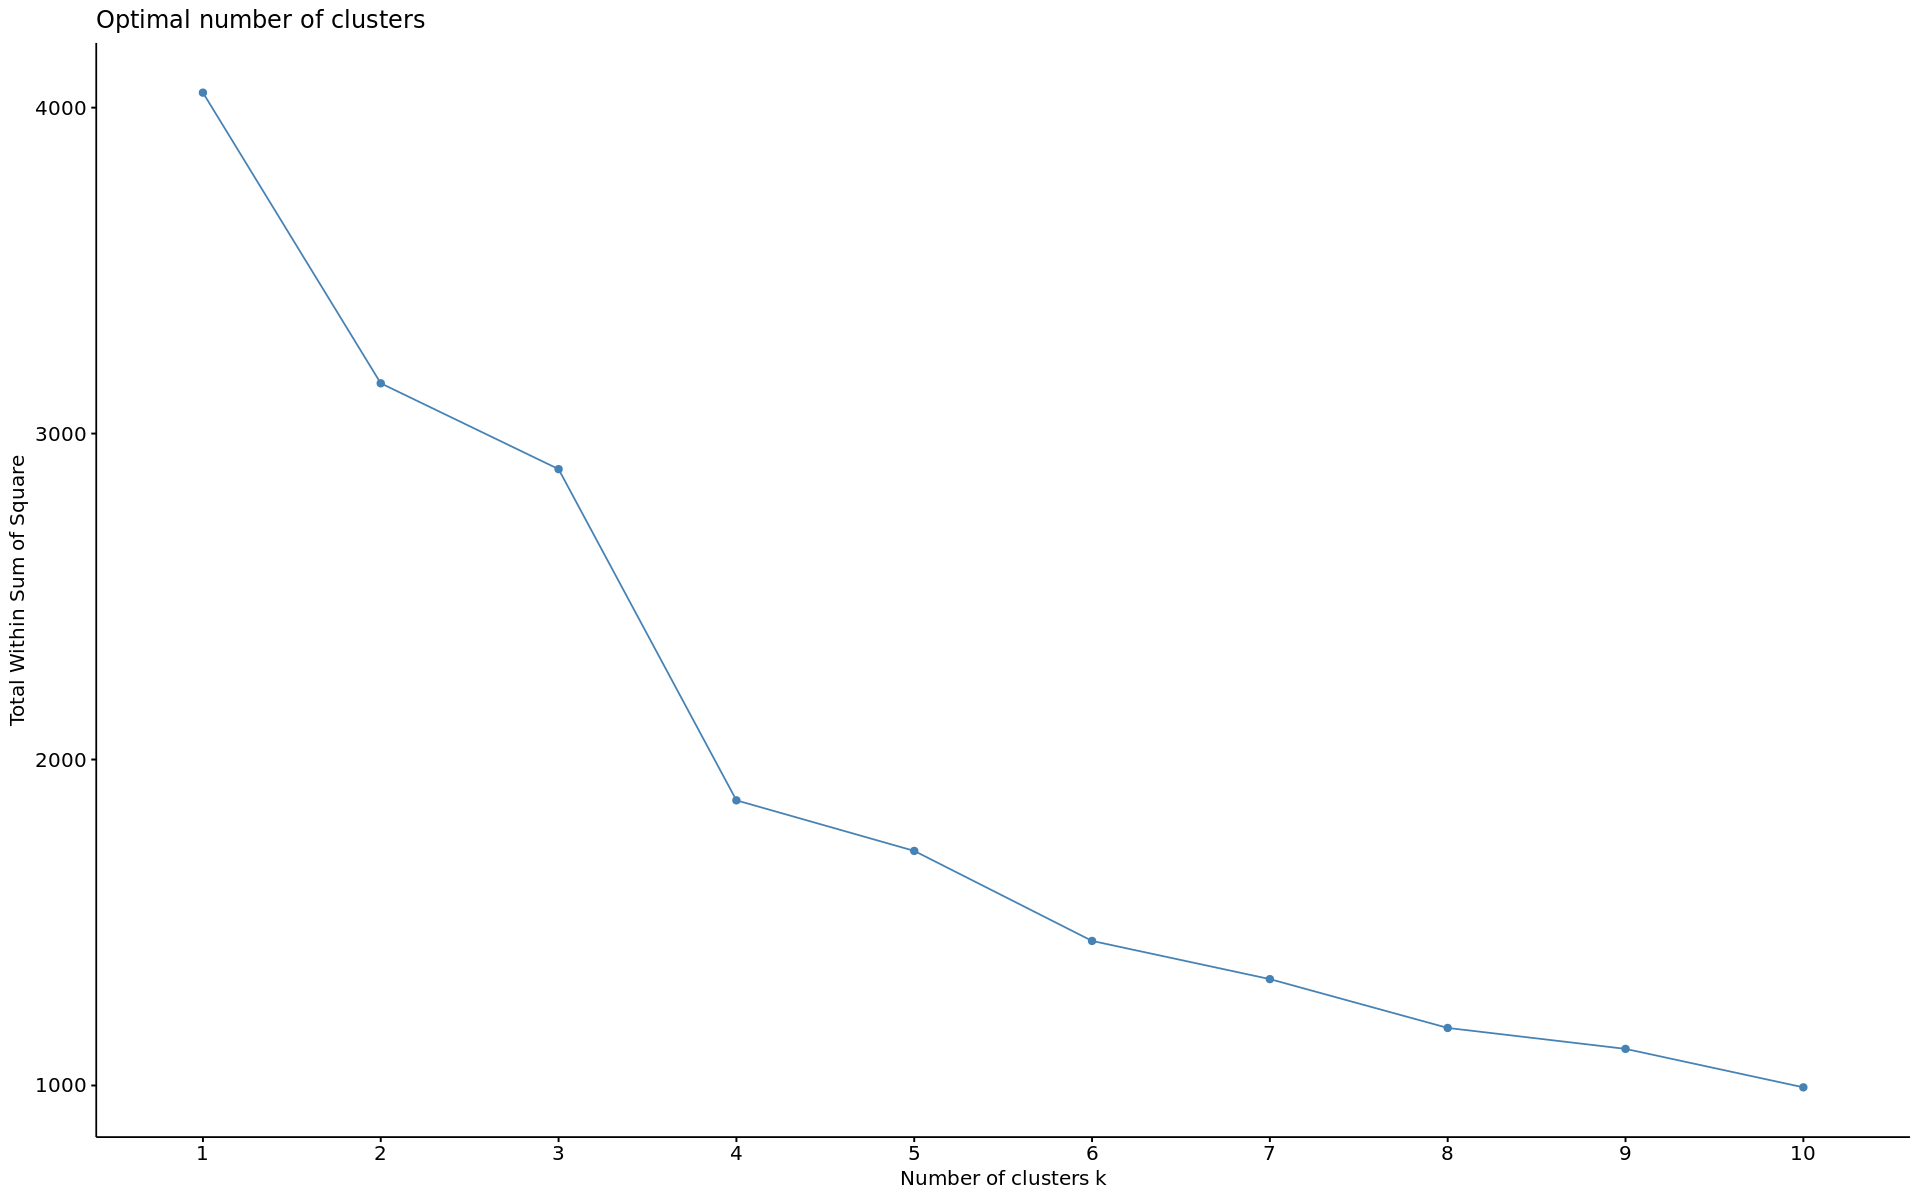 Optimal number of clusters
4000
3000
2000
1000
Total Within Sum of Square
1 2 3 4 5 6 7 8 9 10
Number of clusters k